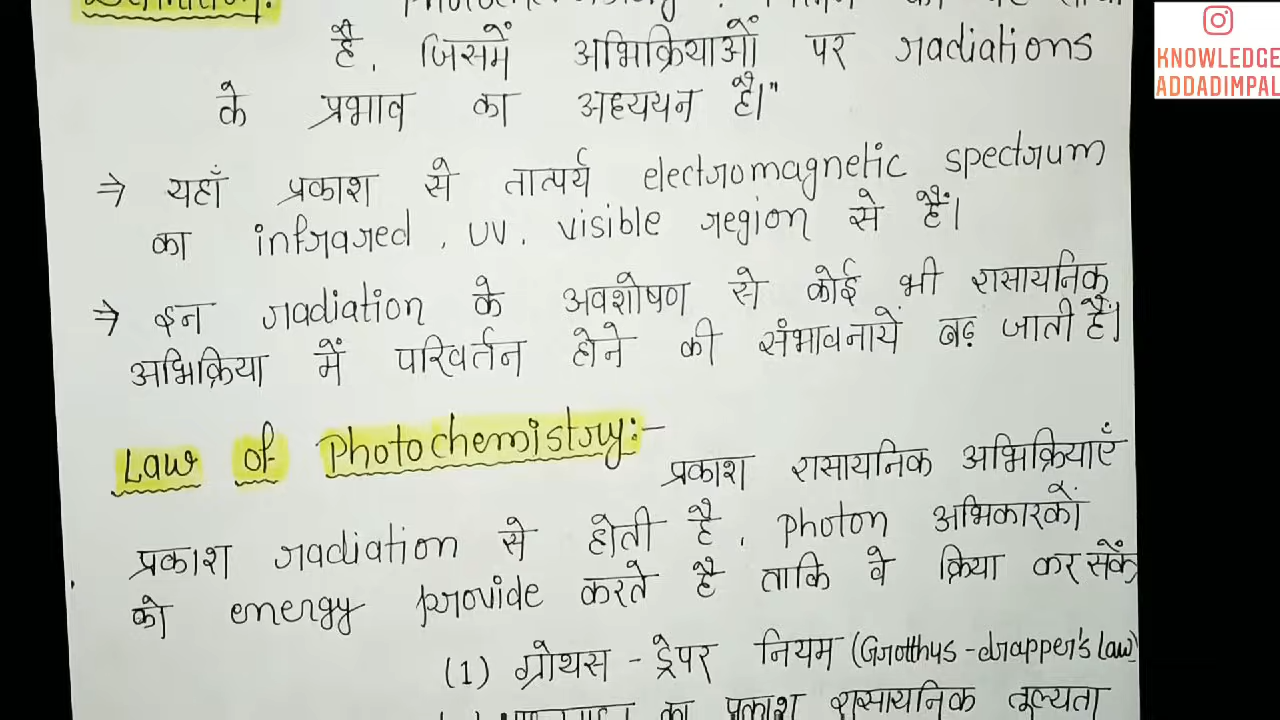 है, जिसमें अभिक्रियाओं पर radiations
के प्रभाव का अध्ययन है।"
⇒ यहाँ प्रकाश से तात्पर्य electromagnetic spectrum
का infrared, UV, visible region से हैं।
⇒ इन radiation के अवशोषण से कोई भी रासायनिक
अभिक्रिया में परिवर्तन होने की संभावनायें बढ़ जाती हैं।
Law of Photochemistry:-
प्रकाश रासायनिक अभिक्रियाएँ
प्रकाश radiation से होती है, Photon अभिकारकों
को energy provide करते है ताकि वे क्रिया कर सकें
(1) ग्रोथस - ड्रेपर नियम (Grotthus-drapper's Law)
का प्रकाश रासायनिक तूल्यता
KNOWLEDGE
ADDADIMPAL